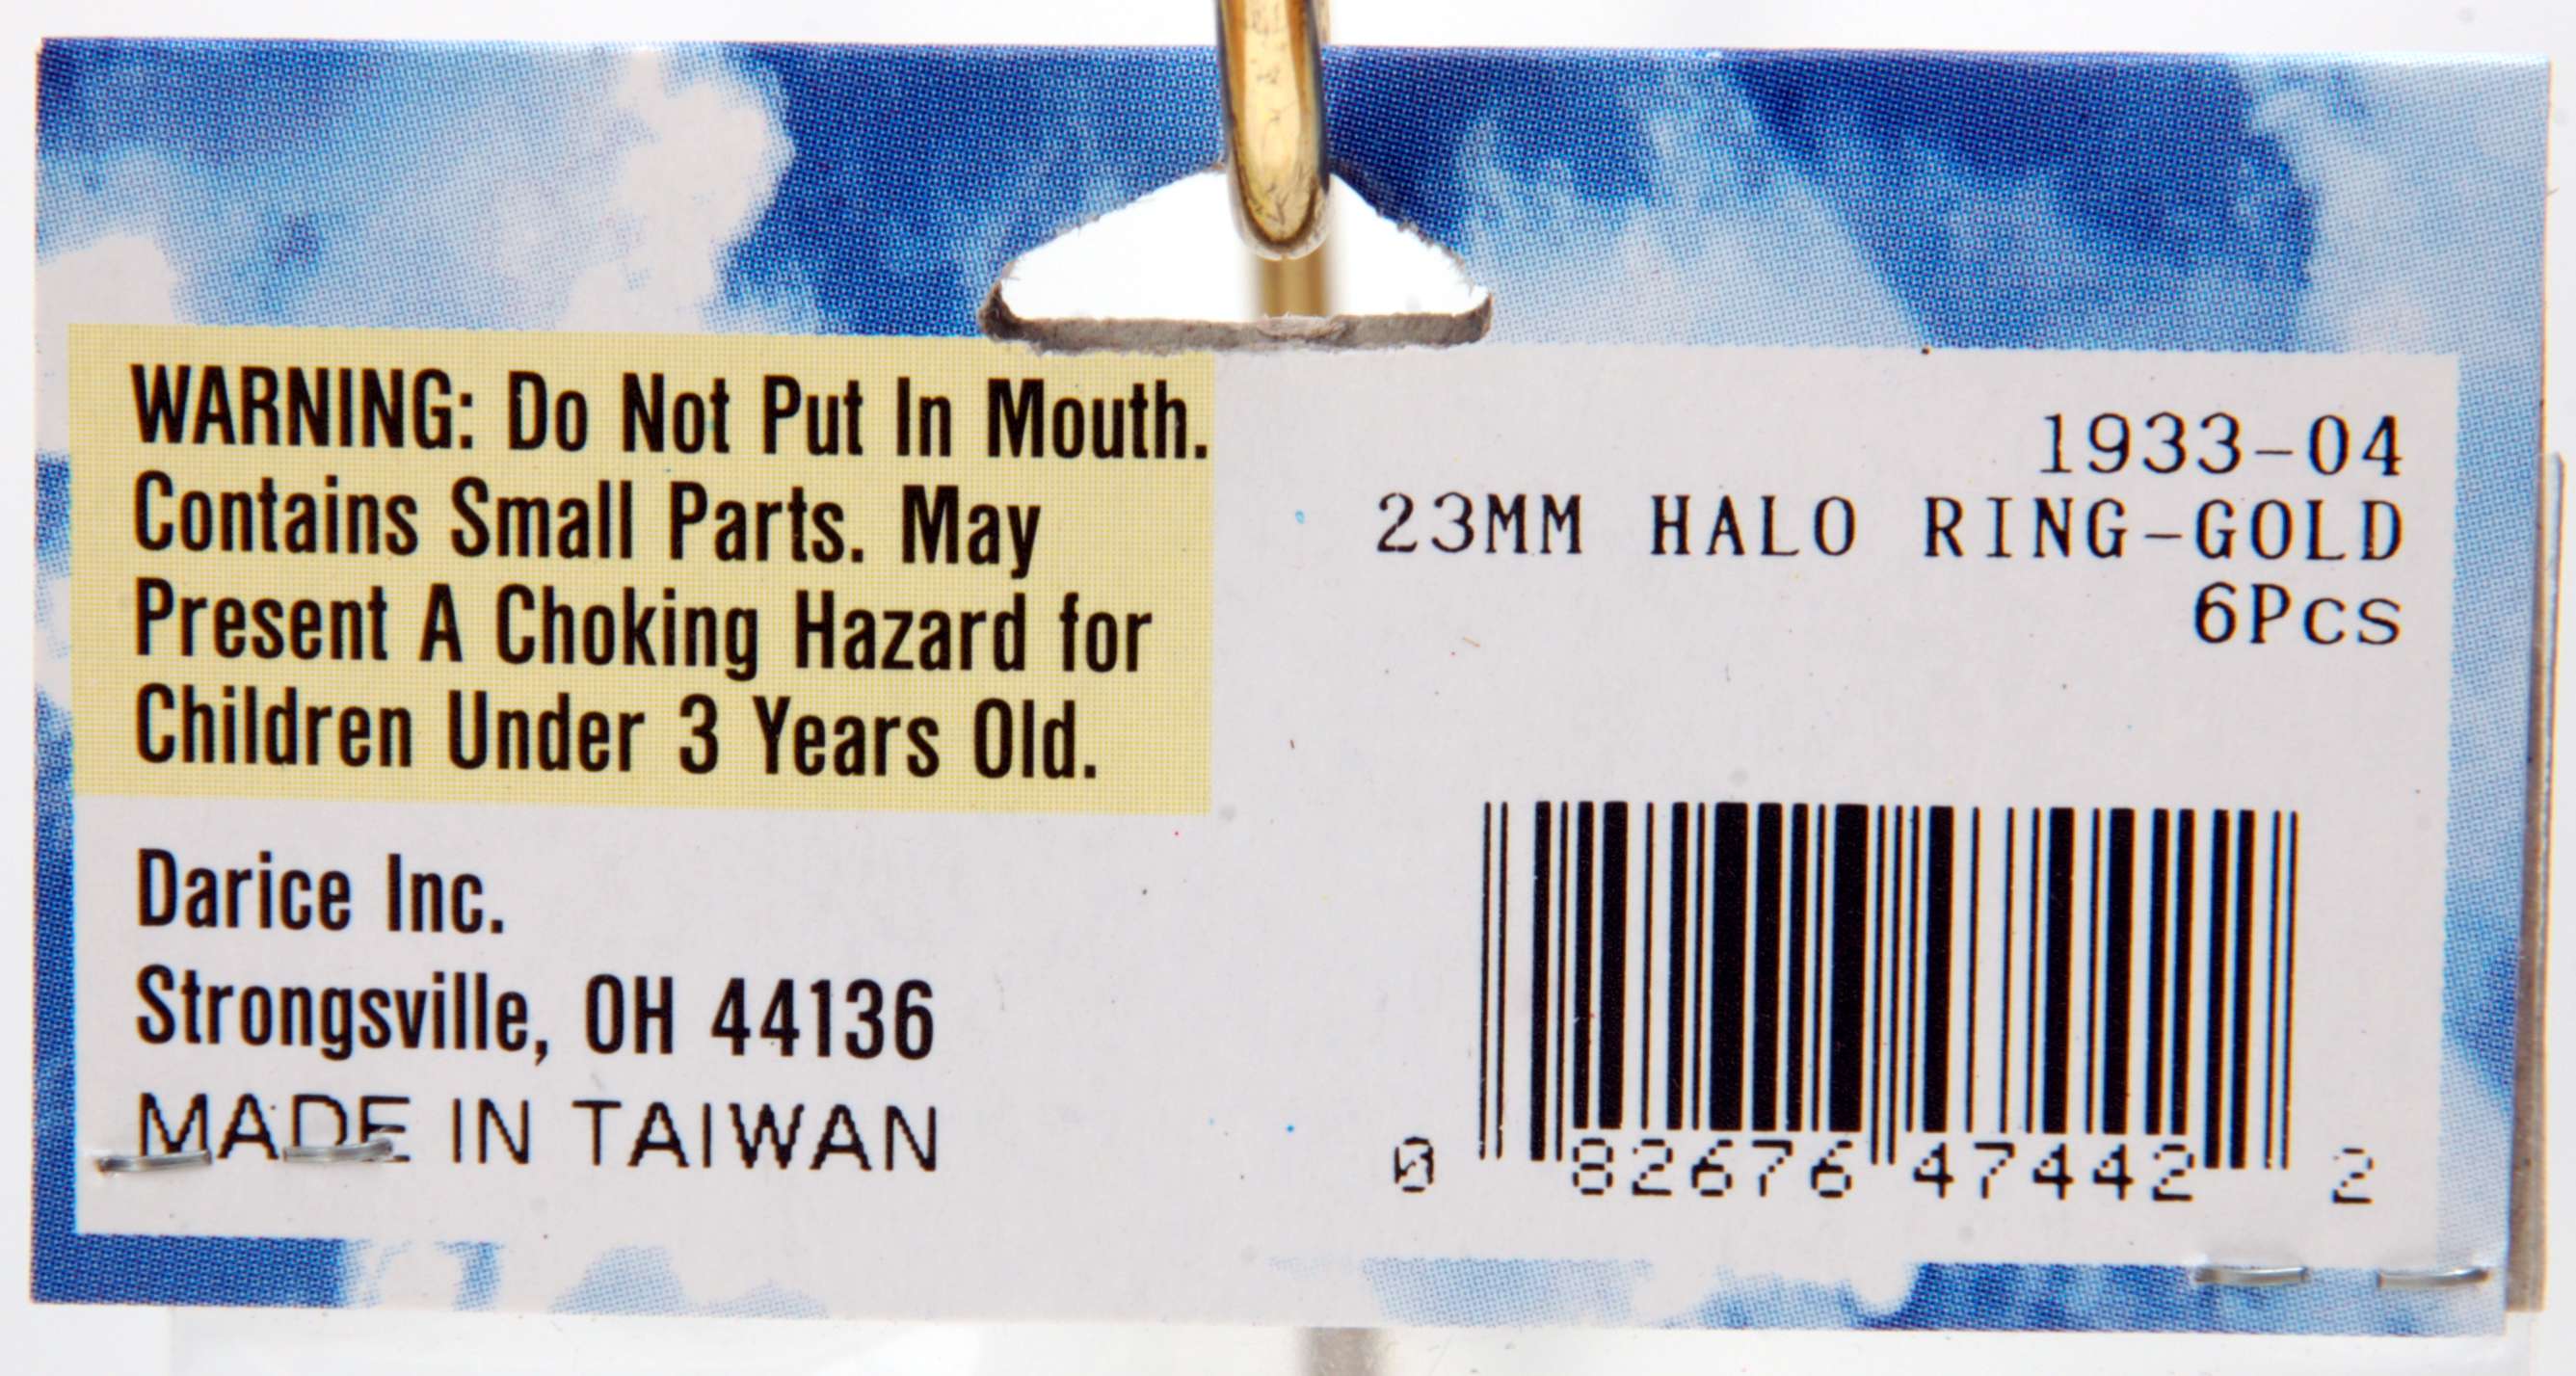 WARNING: Do Not Put In Mouth.
Contains Small Parts. May
Present A Choking Hazard for
Children Under 3 Years Old.
Darice Inc.
Strongsville, OH 44136
MADE IN TAIWAN
1933-04
23MM HALO RING-GOLD
6Pcs
0 82676 47442 2